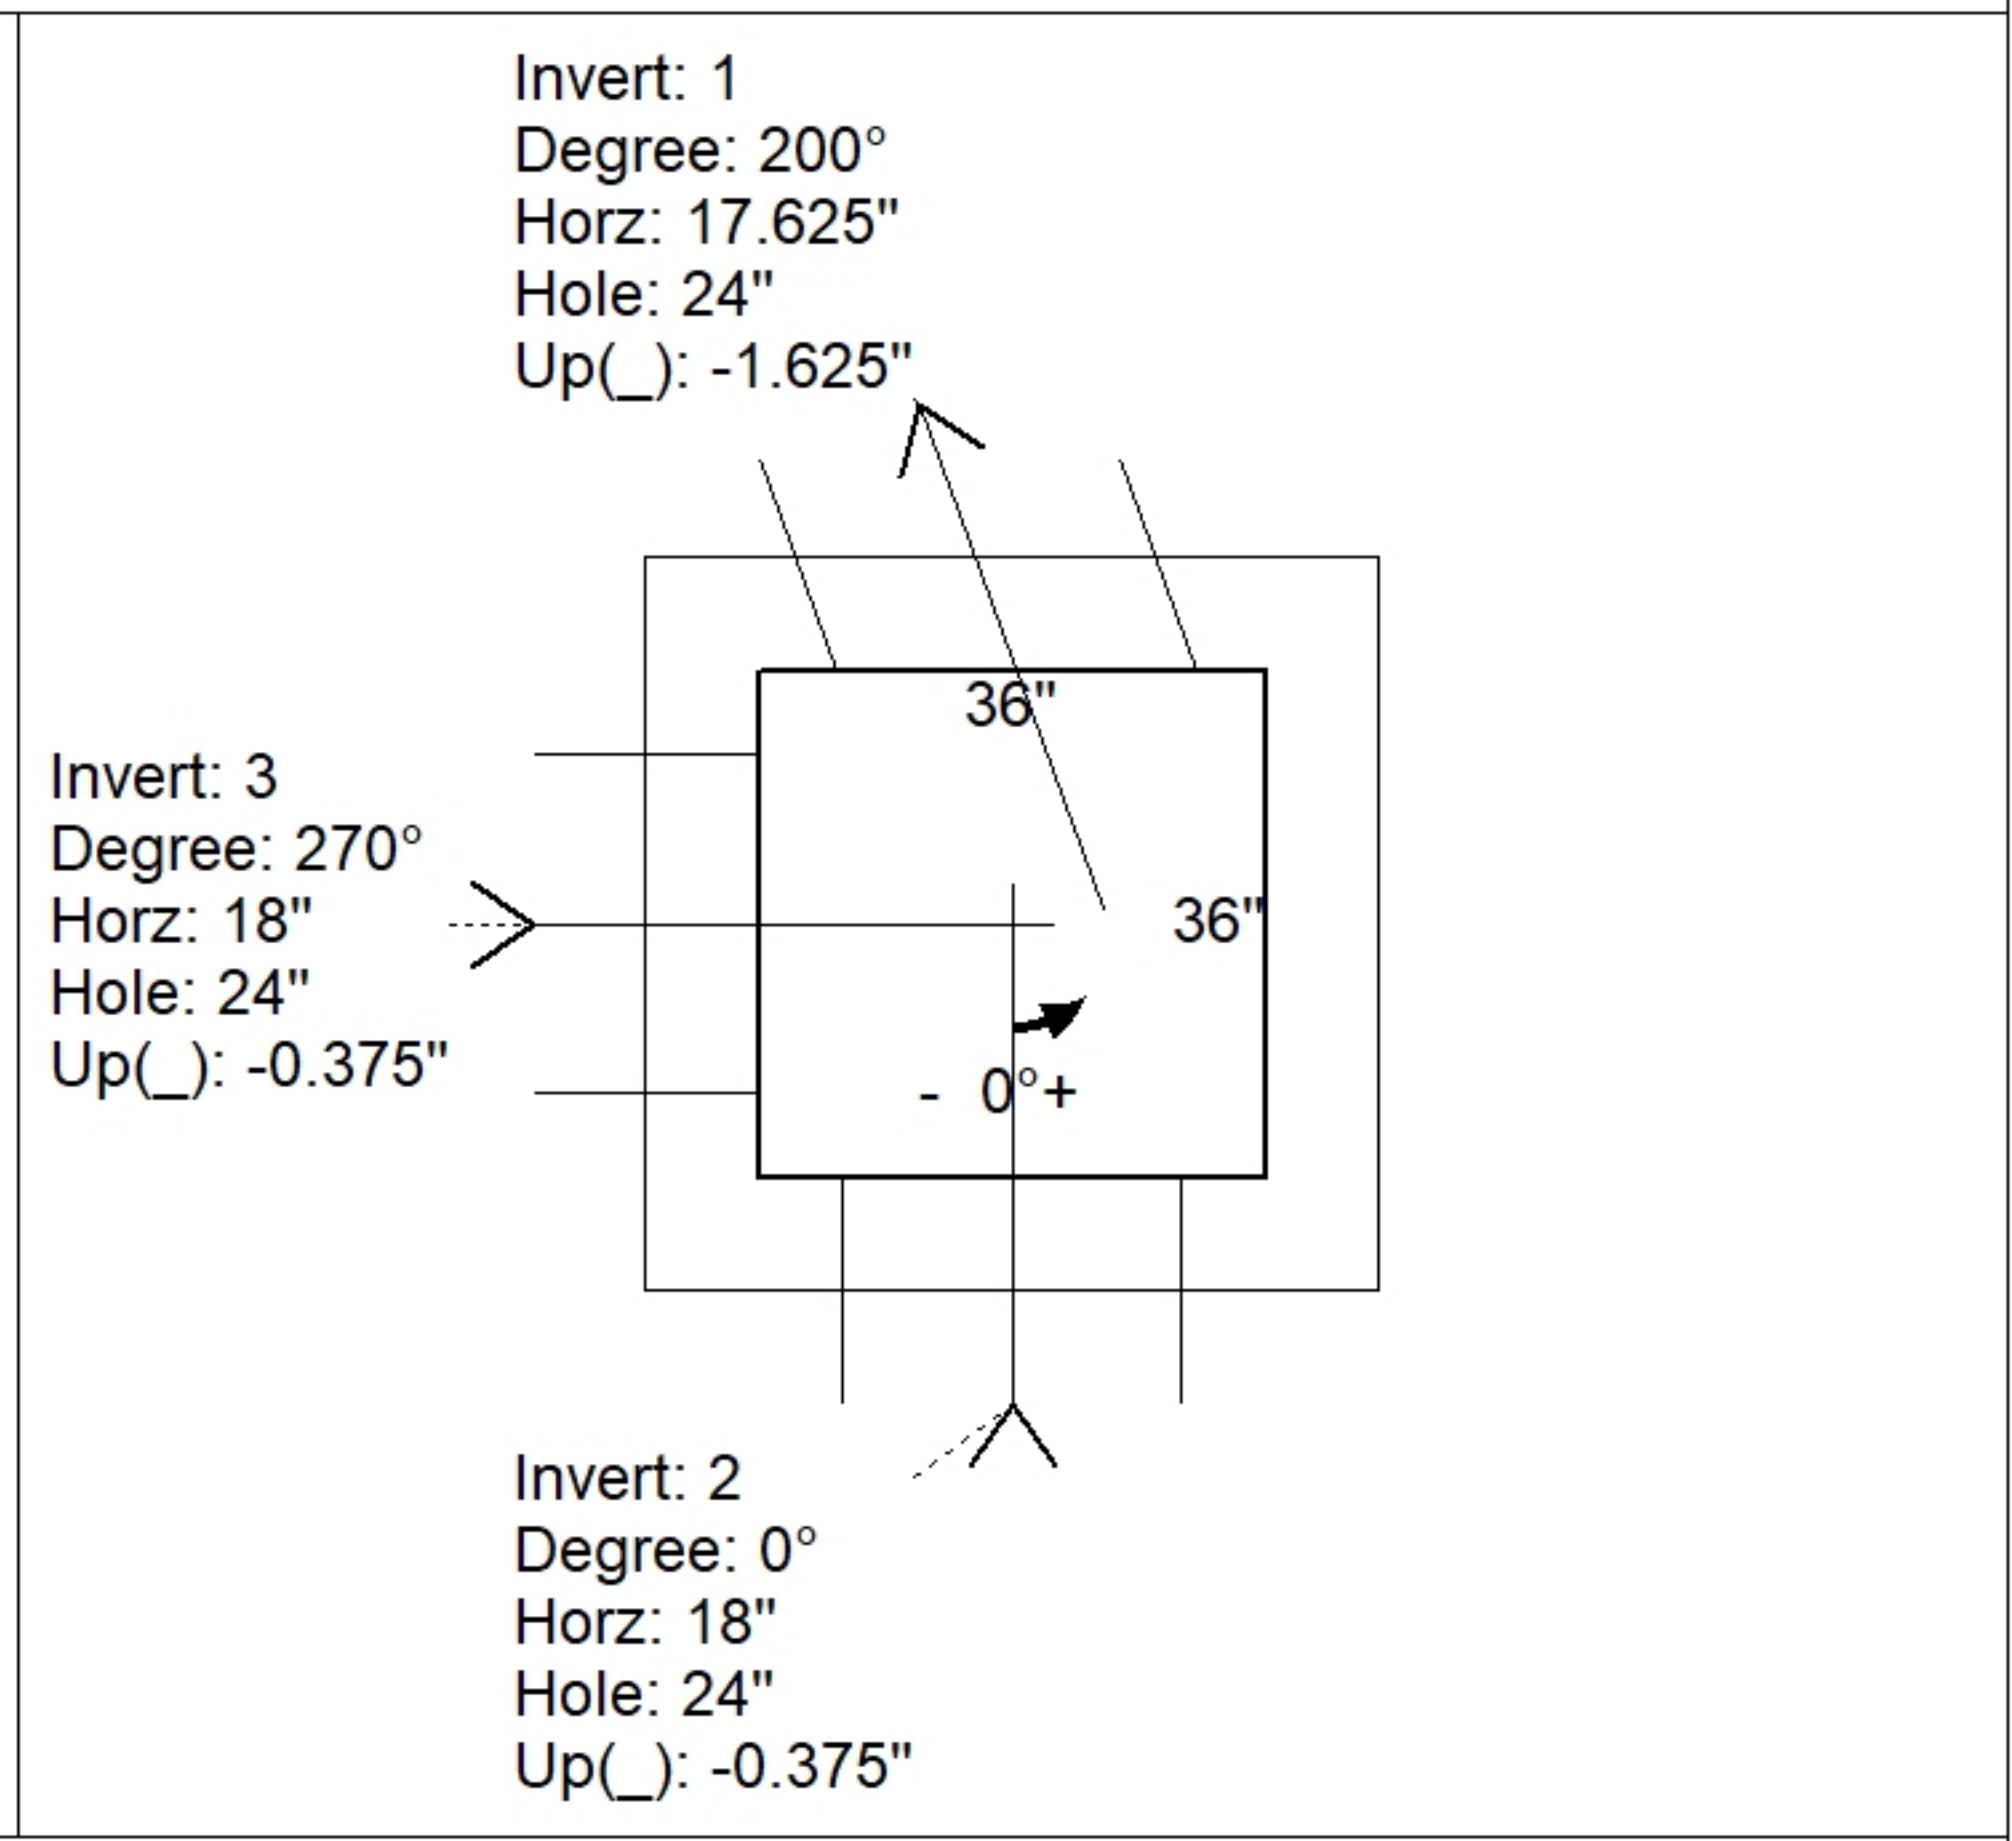 Invert: 1
Degree: 200°
Horz: 17.625"
Hole: 24"
Up(_): -1.625"
36"
Invert: 3
Degree: 270°
Horz: 18"
Hole: 24"
Up(_): -0.375"
36"
- 0°+
Invert: 2
Degree: 0°
Horz: 18"
Hole: 24"
Up(_): -0.375"